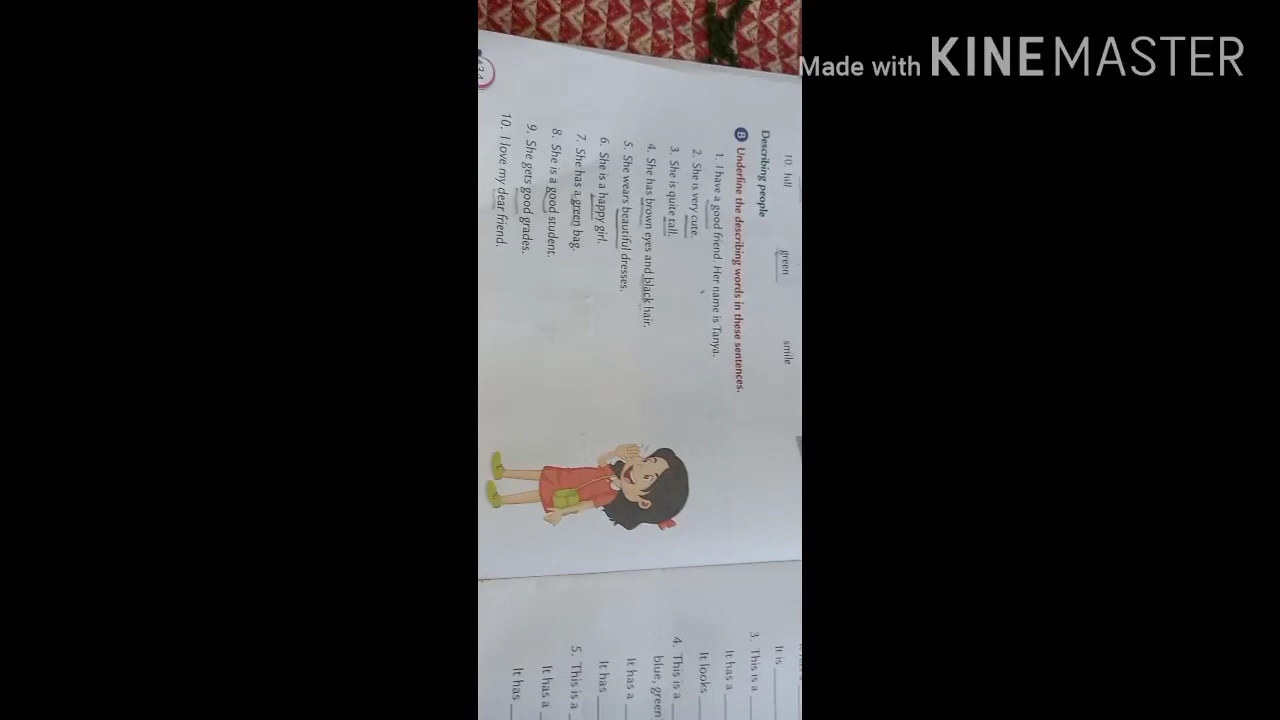 Made with KINEMASTER
10. hill green smile
Describing people
B Underline the describing words in these sentences.
1. I have a good friend. Her name is Tanya.
2. She is very cute.
3. She is quite tall.
4. She has brown eyes and black hair.
5. She wears beautiful dresses.
6. She is a happy girl.
7. She has a green bag.
8. She is a good student.
9. She gets good grades.
10. I love my dear friend.
It is
3. This is a
It has a
It looks
4. This is a
blue, green
It has a
It has
5. This is a
It has a
It has